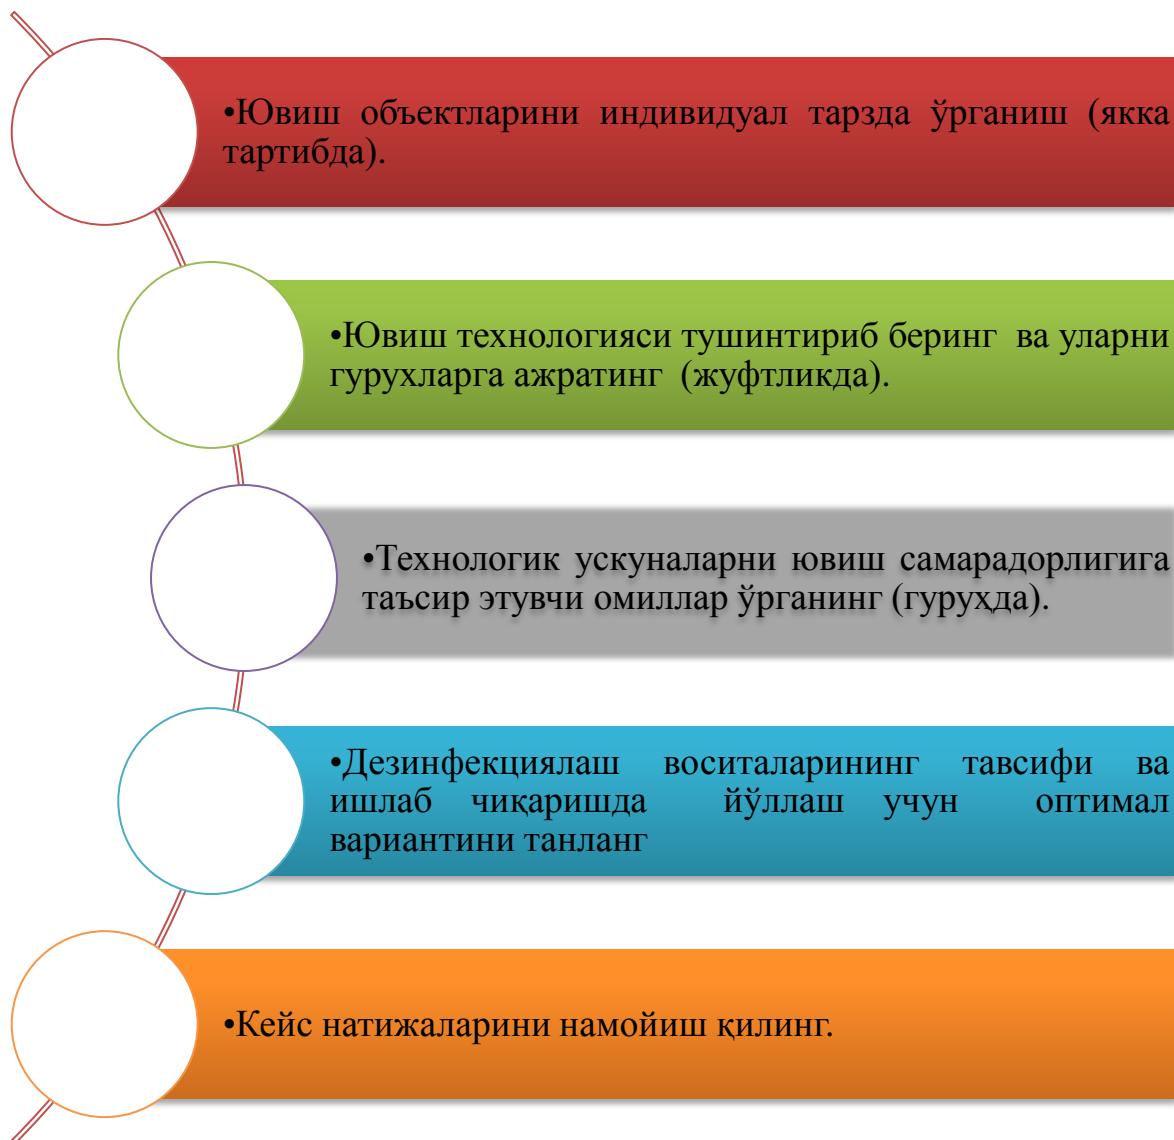 •Ювиш объектларини индивидуал тарзда ўрганиш (якка
тартибда).
•Ювиш технологияси тушинтириб беринг ва уларни
гурухларга ажратинг (жуфтликда).
•Технологик ускуналарни ювиш самарадорлигига
таъсир этувчи омиллар ўрганинг (гуруҳда).
•Дезинфекциялаш воситаларининг тавсифи ва
ишлаб чиқаришда йўллаш учун оптимал
вариантини танланг
•Кейс натижаларини намойиш қилинг.